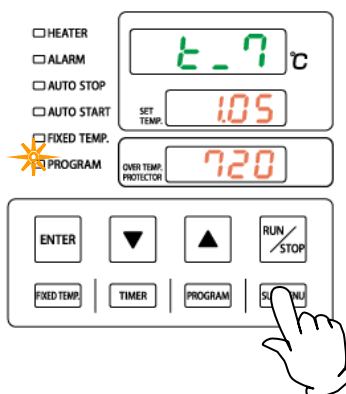 HEATER
ALARM
AUTO STOP
AUTO START
FIXED TEMP.
PROGRAM
t_7 °C
SET TEMP. 1.05
OVER TEMP. PROTECTOR 720
ENTER ▼ ▲ RUN/STOP
FIXED TEMP. TIMER PROGRAM